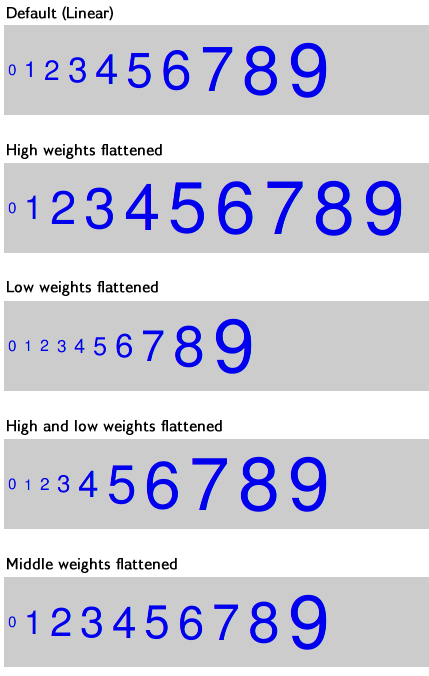 Default (Linear)
0 1 2 3 4 5 6 7 8 9
High weights flattened
0 1 2 3 4 5 6 7 8 9
Low weights flattened
0 1 2 3 4 5 6 7 8 9
High and low weights flattened
0 1 2 3 4 5 6 7 8 9
Middle weights flattened
0 1 2 3 4 5 6 7 8 9